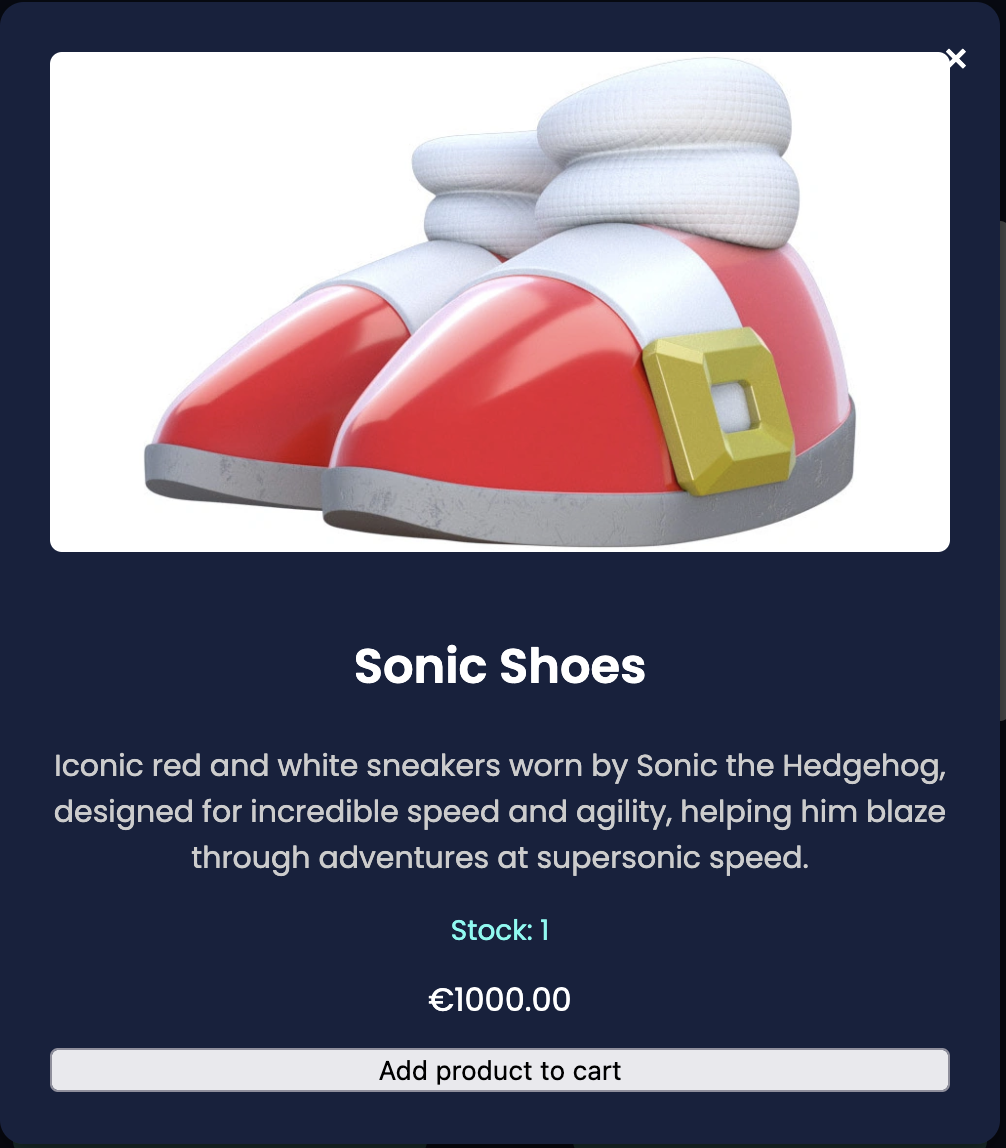 ×
Sonic Shoes
Iconic red and white sneakers worn by Sonic the Hedgehog,
designed for incredible speed and agility, helping him blaze
through adventures at supersonic speed.
Stock: 1
€1000.00
Add product to cart